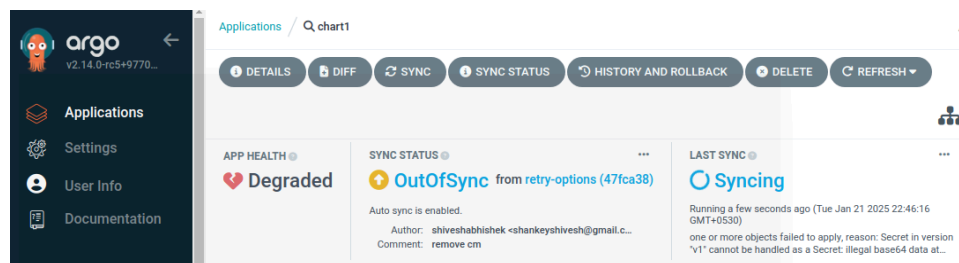 Applications / chart1
argo
v2.14.0-rc5+9770...
DETAILS DIFF SYNC SYNC STATUS HISTORY AND ROLLBACK DELETE REFRESH
Applications
Settings
User Info
Documentation
APP HEALTH
Degraded
SYNC STATUS ...
OutOfSync from retry-options (47fca38)
Auto sync is enabled.
Author: shiveshabhishek <shankeyshivesh@gmail.c...
Comment: remove cm
LAST SYNC ...
Syncing
Running a few seconds ago (Tue Jan 21 2025 22:46:16
GMT+0530)
one or more objects failed to apply, reason: Secret in version
"v1" cannot be handled as a Secret: illegal base64 data at...